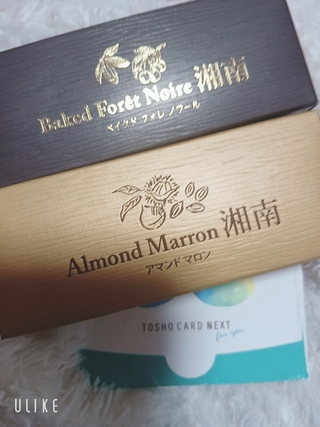 Baked Forêt Noire 湘南
ベイクド フォレ ノワール
Almond Marron 湘南
アマンド マロン
TOSHO CARD NEXT
for you
ULIKE